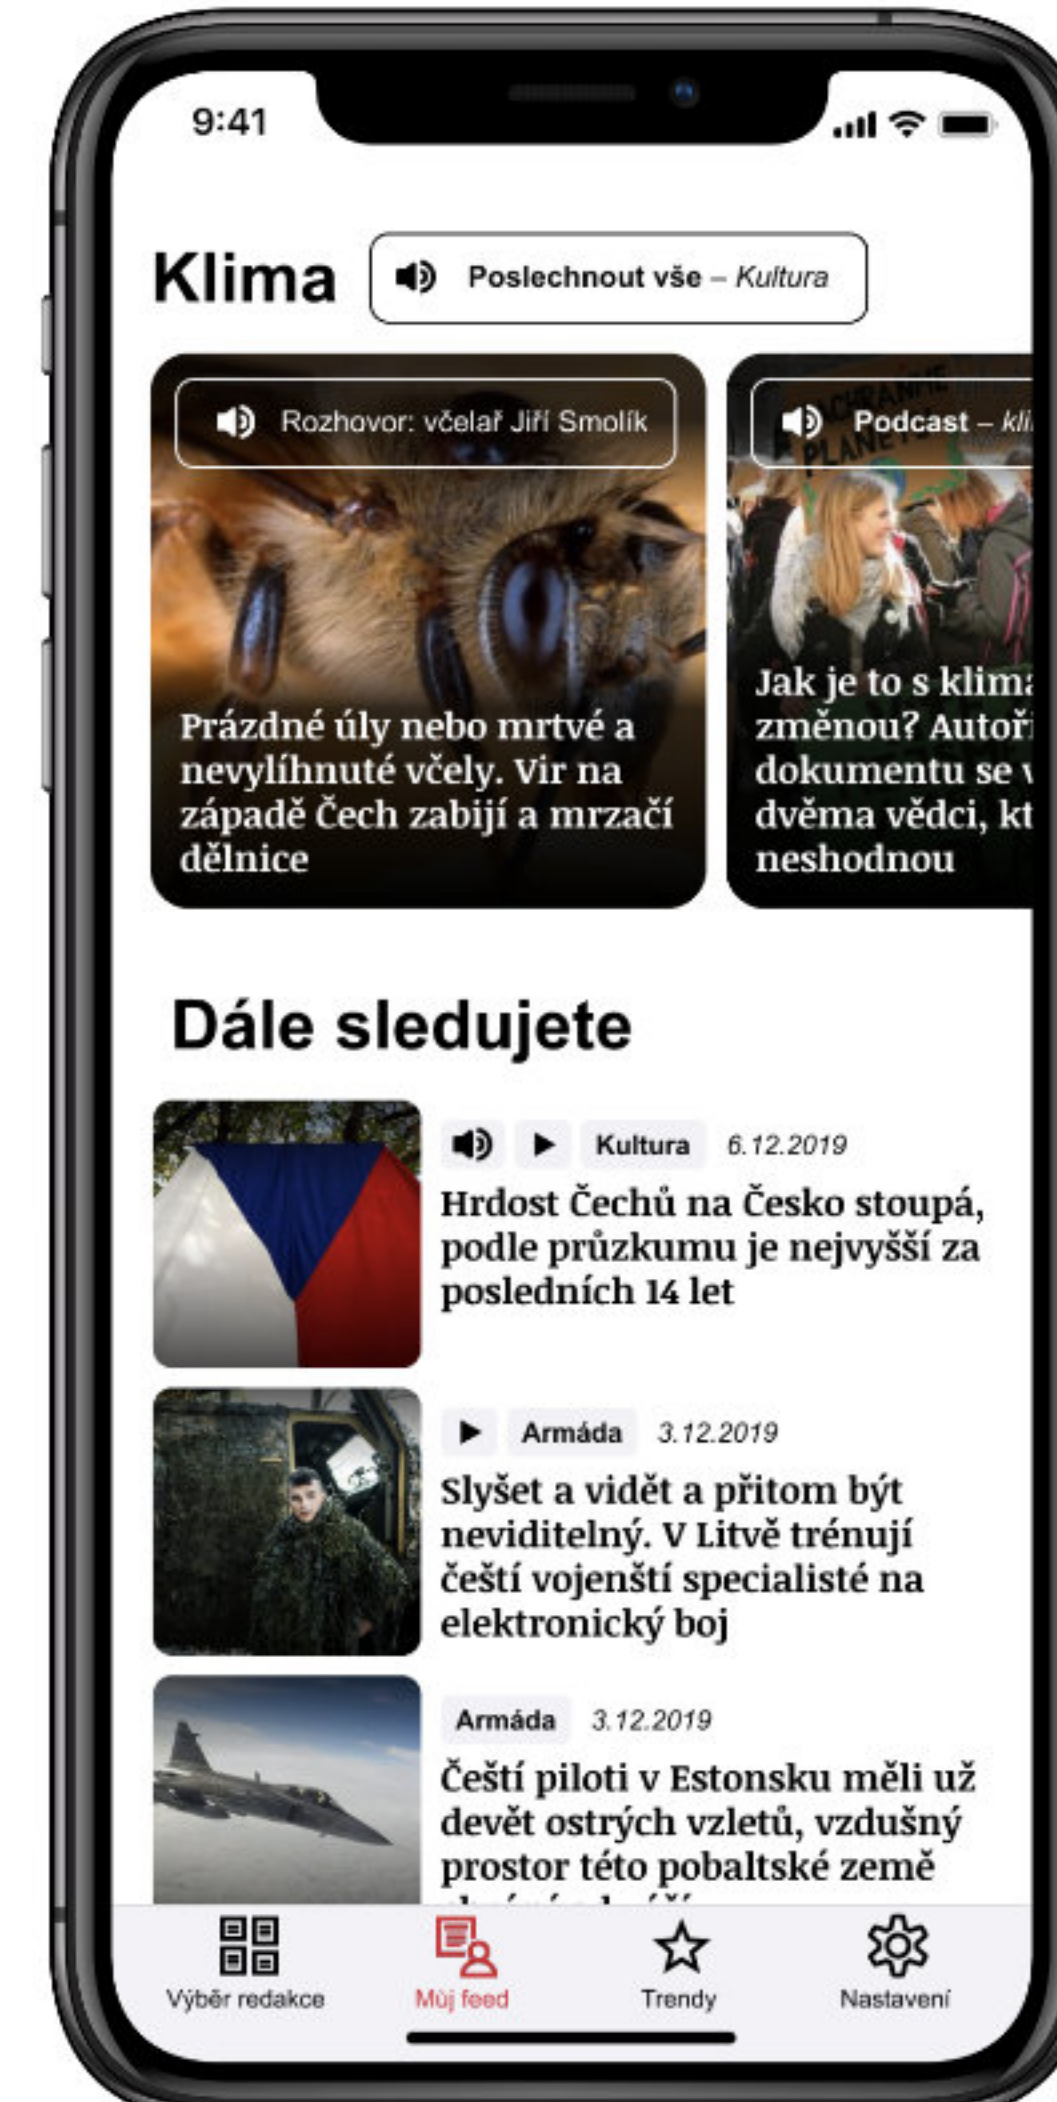 9:41
Klima
Poslechnout vše – Kultura
Rozhovor: včelař Jiří Smolík
Prázdné úly nebo mrtvé a
nevylíhnuté včely. Vir na
západě Čech zabijí a mrzačí
dělnice
ZACHRAŇME
PLANETU
Podcast –
Jak je to s
změnou?
dokumentu se
dvěma vědci,
neshodnou
Dále sledujete
Kultura 6.12.2019
Hrdost Čechů na Česko stoupá,
podle průzkumu je nejvyšší za
posledních 14 let
Armáda 3.12.2019
Slyšet a vidět a přitom být
neviditelný. V Litvě trénují
čeští vojenští specialisté na
elektronický boj
Armáda 3.12.2019
Čeští piloti v Estonsku měli už
devět ostrých vzletů, vzdušný
prostor této pobaltské země
Výběr redakce
Můj feed
Trendy
Nastavení